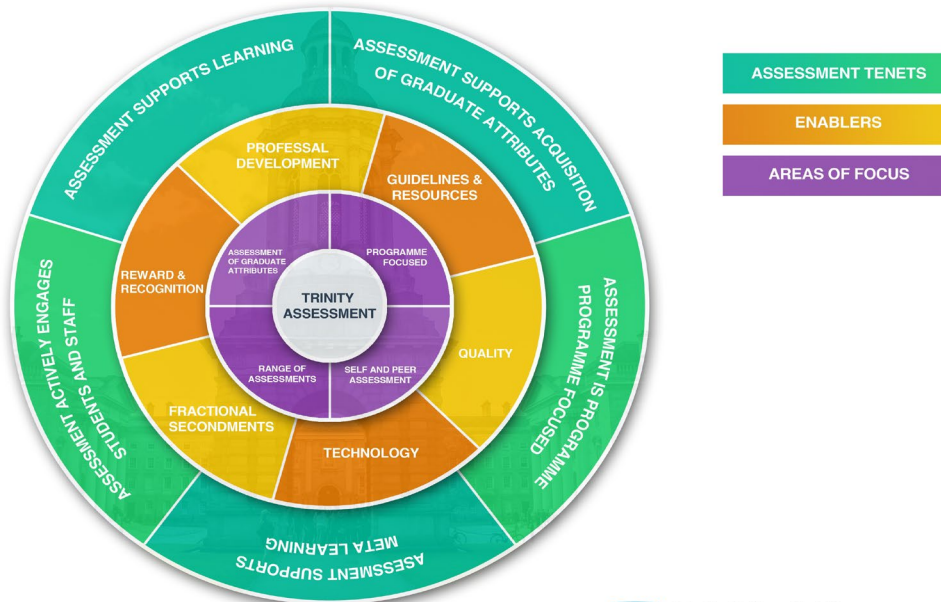 ASSESSMENT SUPPORTS LEARNING
ASSESSMENT SUPPORTS ACQUISITION
OF GRADUATE ATTRIBUTES
ASSESSMENT IS PROGRAMME
PROGRAMME FOCUSED
ASSESSMENT SUPPORTS
META LEARNING
ASSESSMENT ACTIVELY ENGAGES
STUDENTS AND STAFF
PROFESSAL
DEVELOPMENT
GUIDELINES &
RESOURCES
QUALITY
TECHNOLOGY
FRACTIONAL
SECONDMENTS
REWARD &
RECOGNITION
ASSESSMENT
OF GRADUATE
ATTRIBUTES
PROGRAMME
FOCUSED
SELF AND PEER
ASSESSMENT
RANGE OF
ASSESSMENTS
TRINITY
ASSESSMENT
ASSESSMENT TENETS
ENABLERS
AREAS OF FOCUS